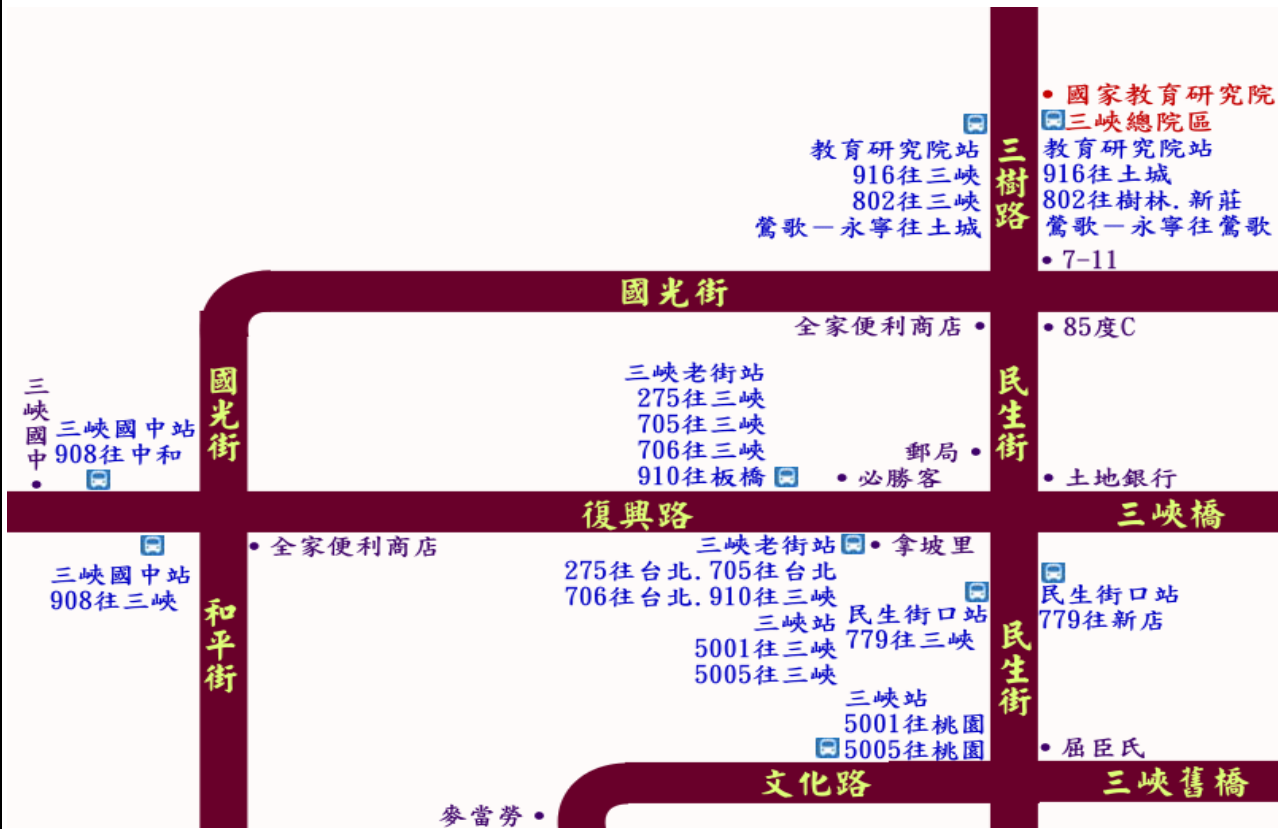 • 國家教育研究院
三峽總院區
教育研究院站
916往土城
802往樹林.新莊
鶯歌－永寧往鶯歌
教育研究院站
916往三峽
802往三峽
鶯歌－永寧往土城
三樹路
• 7-11
國光街
全家便利商店 •
• 85度C
國光街
民生街
三峽國中 •
三峽國中站
908往中和
三峽老街站
275往三峽
705往三峽
706往三峽
910往板橋
郵局 •
• 必勝客
• 土地銀行
復興路
三峽橋
三峽國中站
908往三峽
• 全家便利商店
和平街
三峽老街站
275往台北.705往台北
706往台北.910往三峽
三峽站
5001往三峽
5005往三峽
• 拿坡里
民生街口站
779往三峽
民生街口站
779往新店
民生街
三峽站
5001往桃園
5005往桃園
• 屈臣氏
文化路
三峽舊橋
麥當勞 •